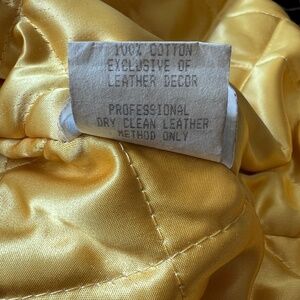 100% COTTON
EXCLUSIVE OF
LEATHER DECOR
PROFESSIONAL
DRY CLEAN LEATHER
METHOD ONLY